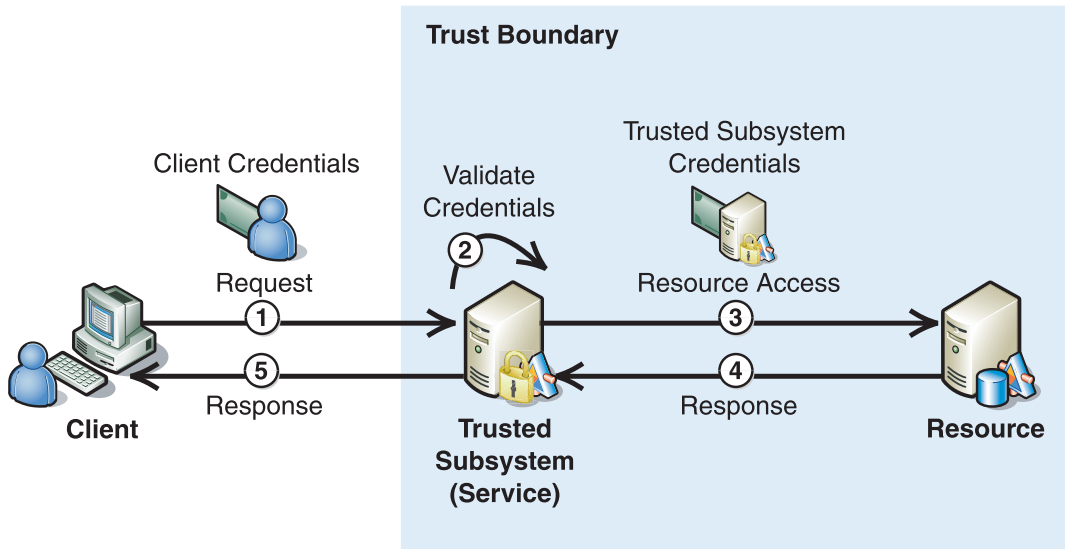 Trust Boundary
Client Credentials
Request
1
5
Response
Client
Validate
Credentials
2
Trusted
Subsystem
(Service)
Trusted Subsystem
Credentials
Resource Access
3
4
Response
Resource